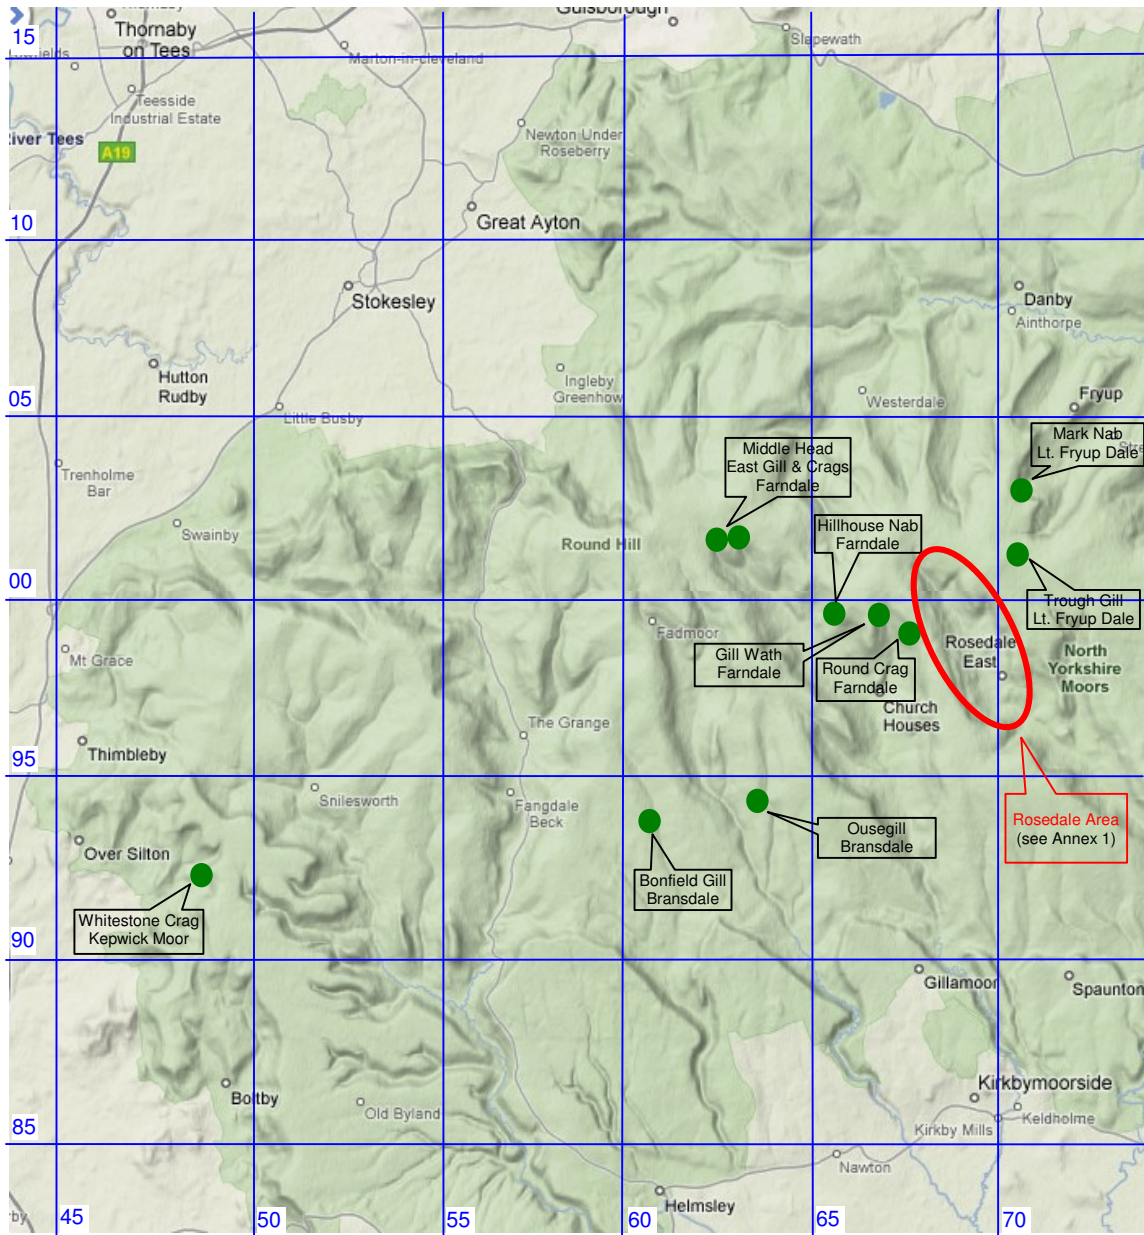 Guisborough
15
Thornaby
on Tees
Marton-in-cleveland
Slapewath
Teesside
Industrial Estate
River Tees
A19
Newton Under
Roseberry
10
Great Ayton
Stokesley
Danby
Ainthorpe
Hutton
Rudby
Ingleby
Greenhow
Westerdale
Fryup
05
Little Busby
Mark Nab
Lt. Fryup Dale
Middle Head
East Gill & Crags
Farndale
Trenholme
Bar
Swainby
Round Hill
Hillhouse Nab
Farndale
00
Trough Gill
Lt. Fryup Dale
Fadmoor
Mt Grace
Gill Wath
Farndale
Round Crag
Farndale
Rosedale
East
North
Yorkshire
Moors
Church
Houses
The Grange
Thimbleby
95
Snilesworth
Fangdale
Beck
Rosedale Area
(see Annex 1)
Ousegill
Bransdale
Over Silton
Bonfield Gill
Bransdale
Whitestone Crag
Kepwick Moor
90
Gillamoor
Spaunton
Boltby
Old Byland
Kirkbymoorside
Keldholme
Kirkby Mills
85
Nawton
Helmsley
45
50
55
60
65
70